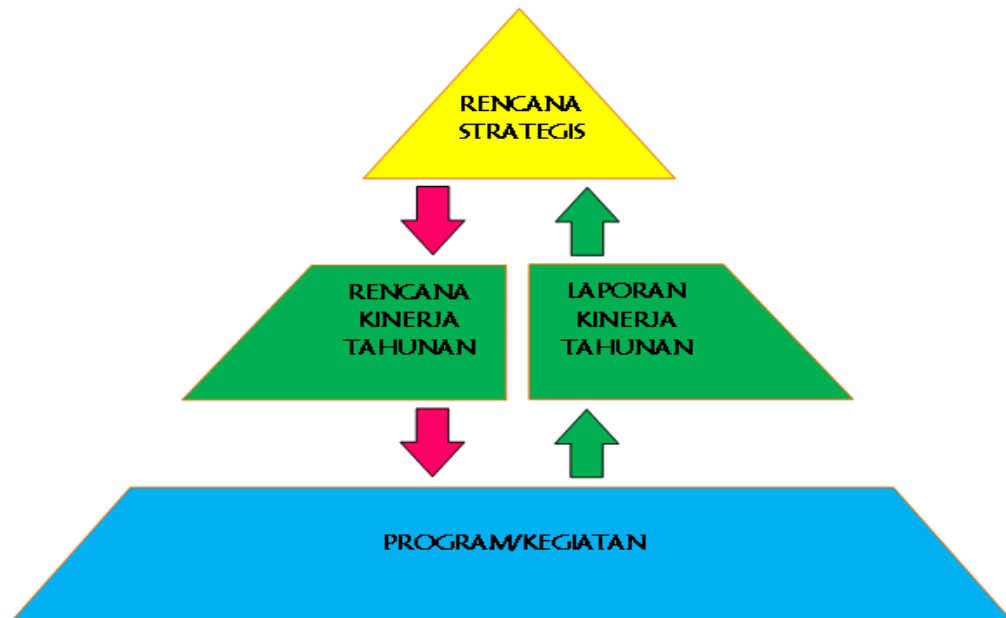 RENCANA
STRATEGIS
RENCANA
KINERJA
TAHUNAN
LAPORAN
KINERJA
TAHUNAN
PROGRAM/KEGIATAN